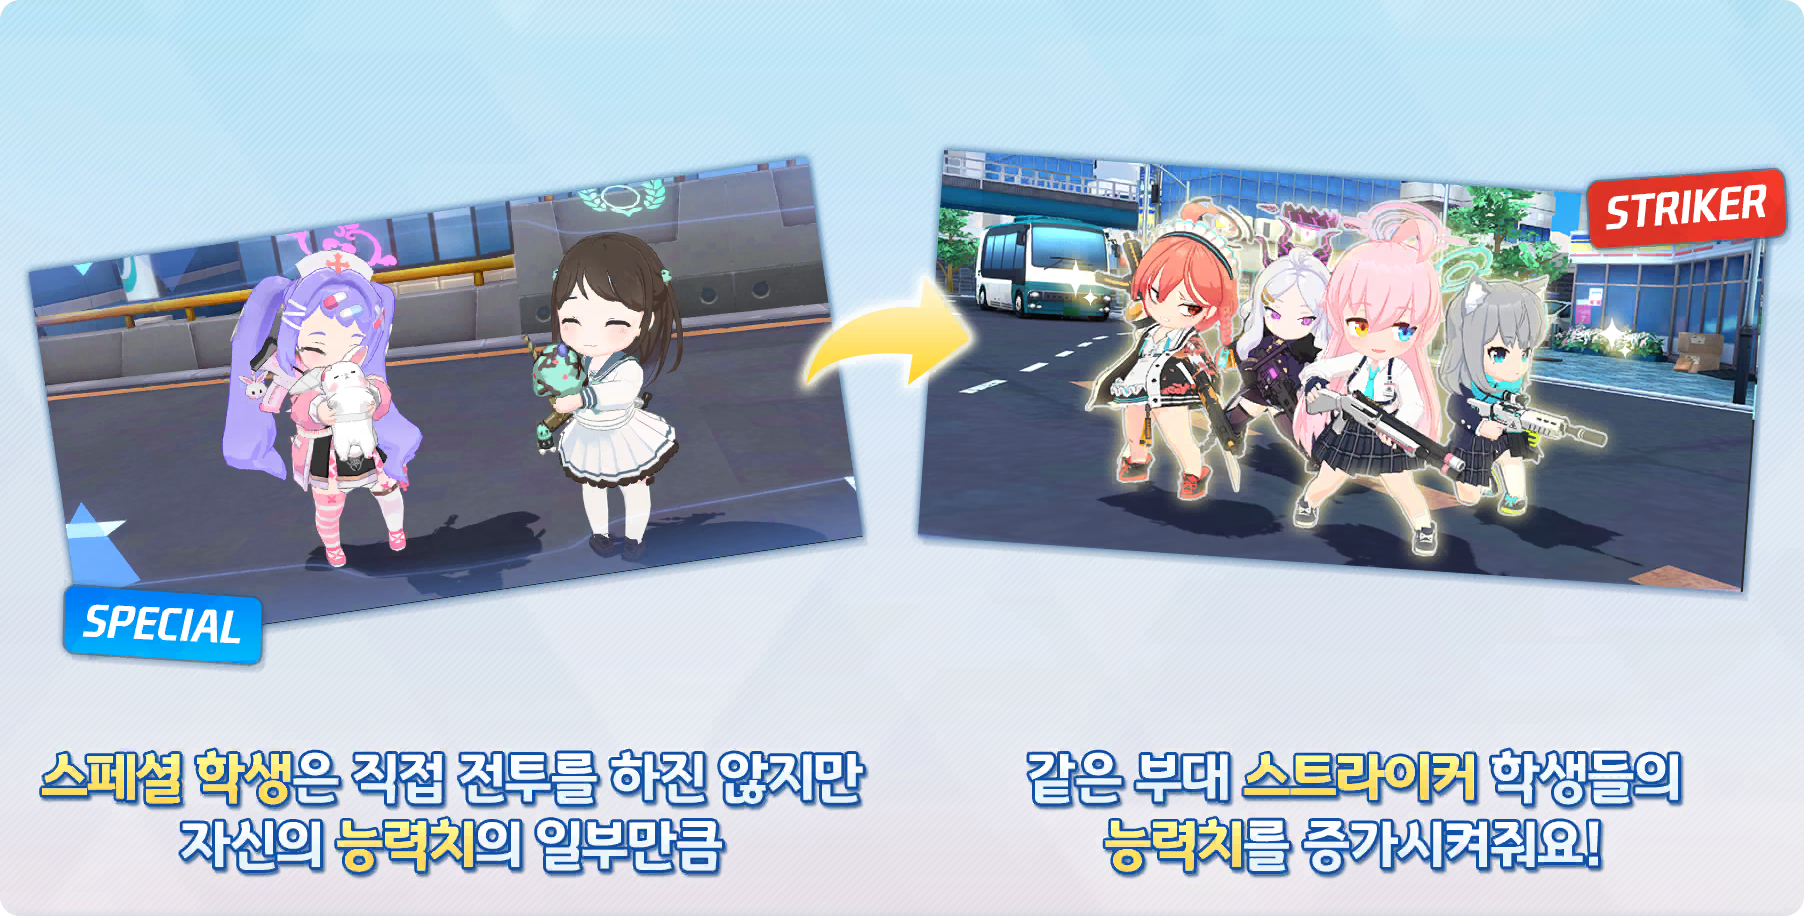 STRIKER
SPECIAL
스페셜 학생은 직접 전투를 하진 않지만
자신의 능력치의 일부만큼
같은 부대 스트라이커 학생들의
능력치를 증가시켜줘요!